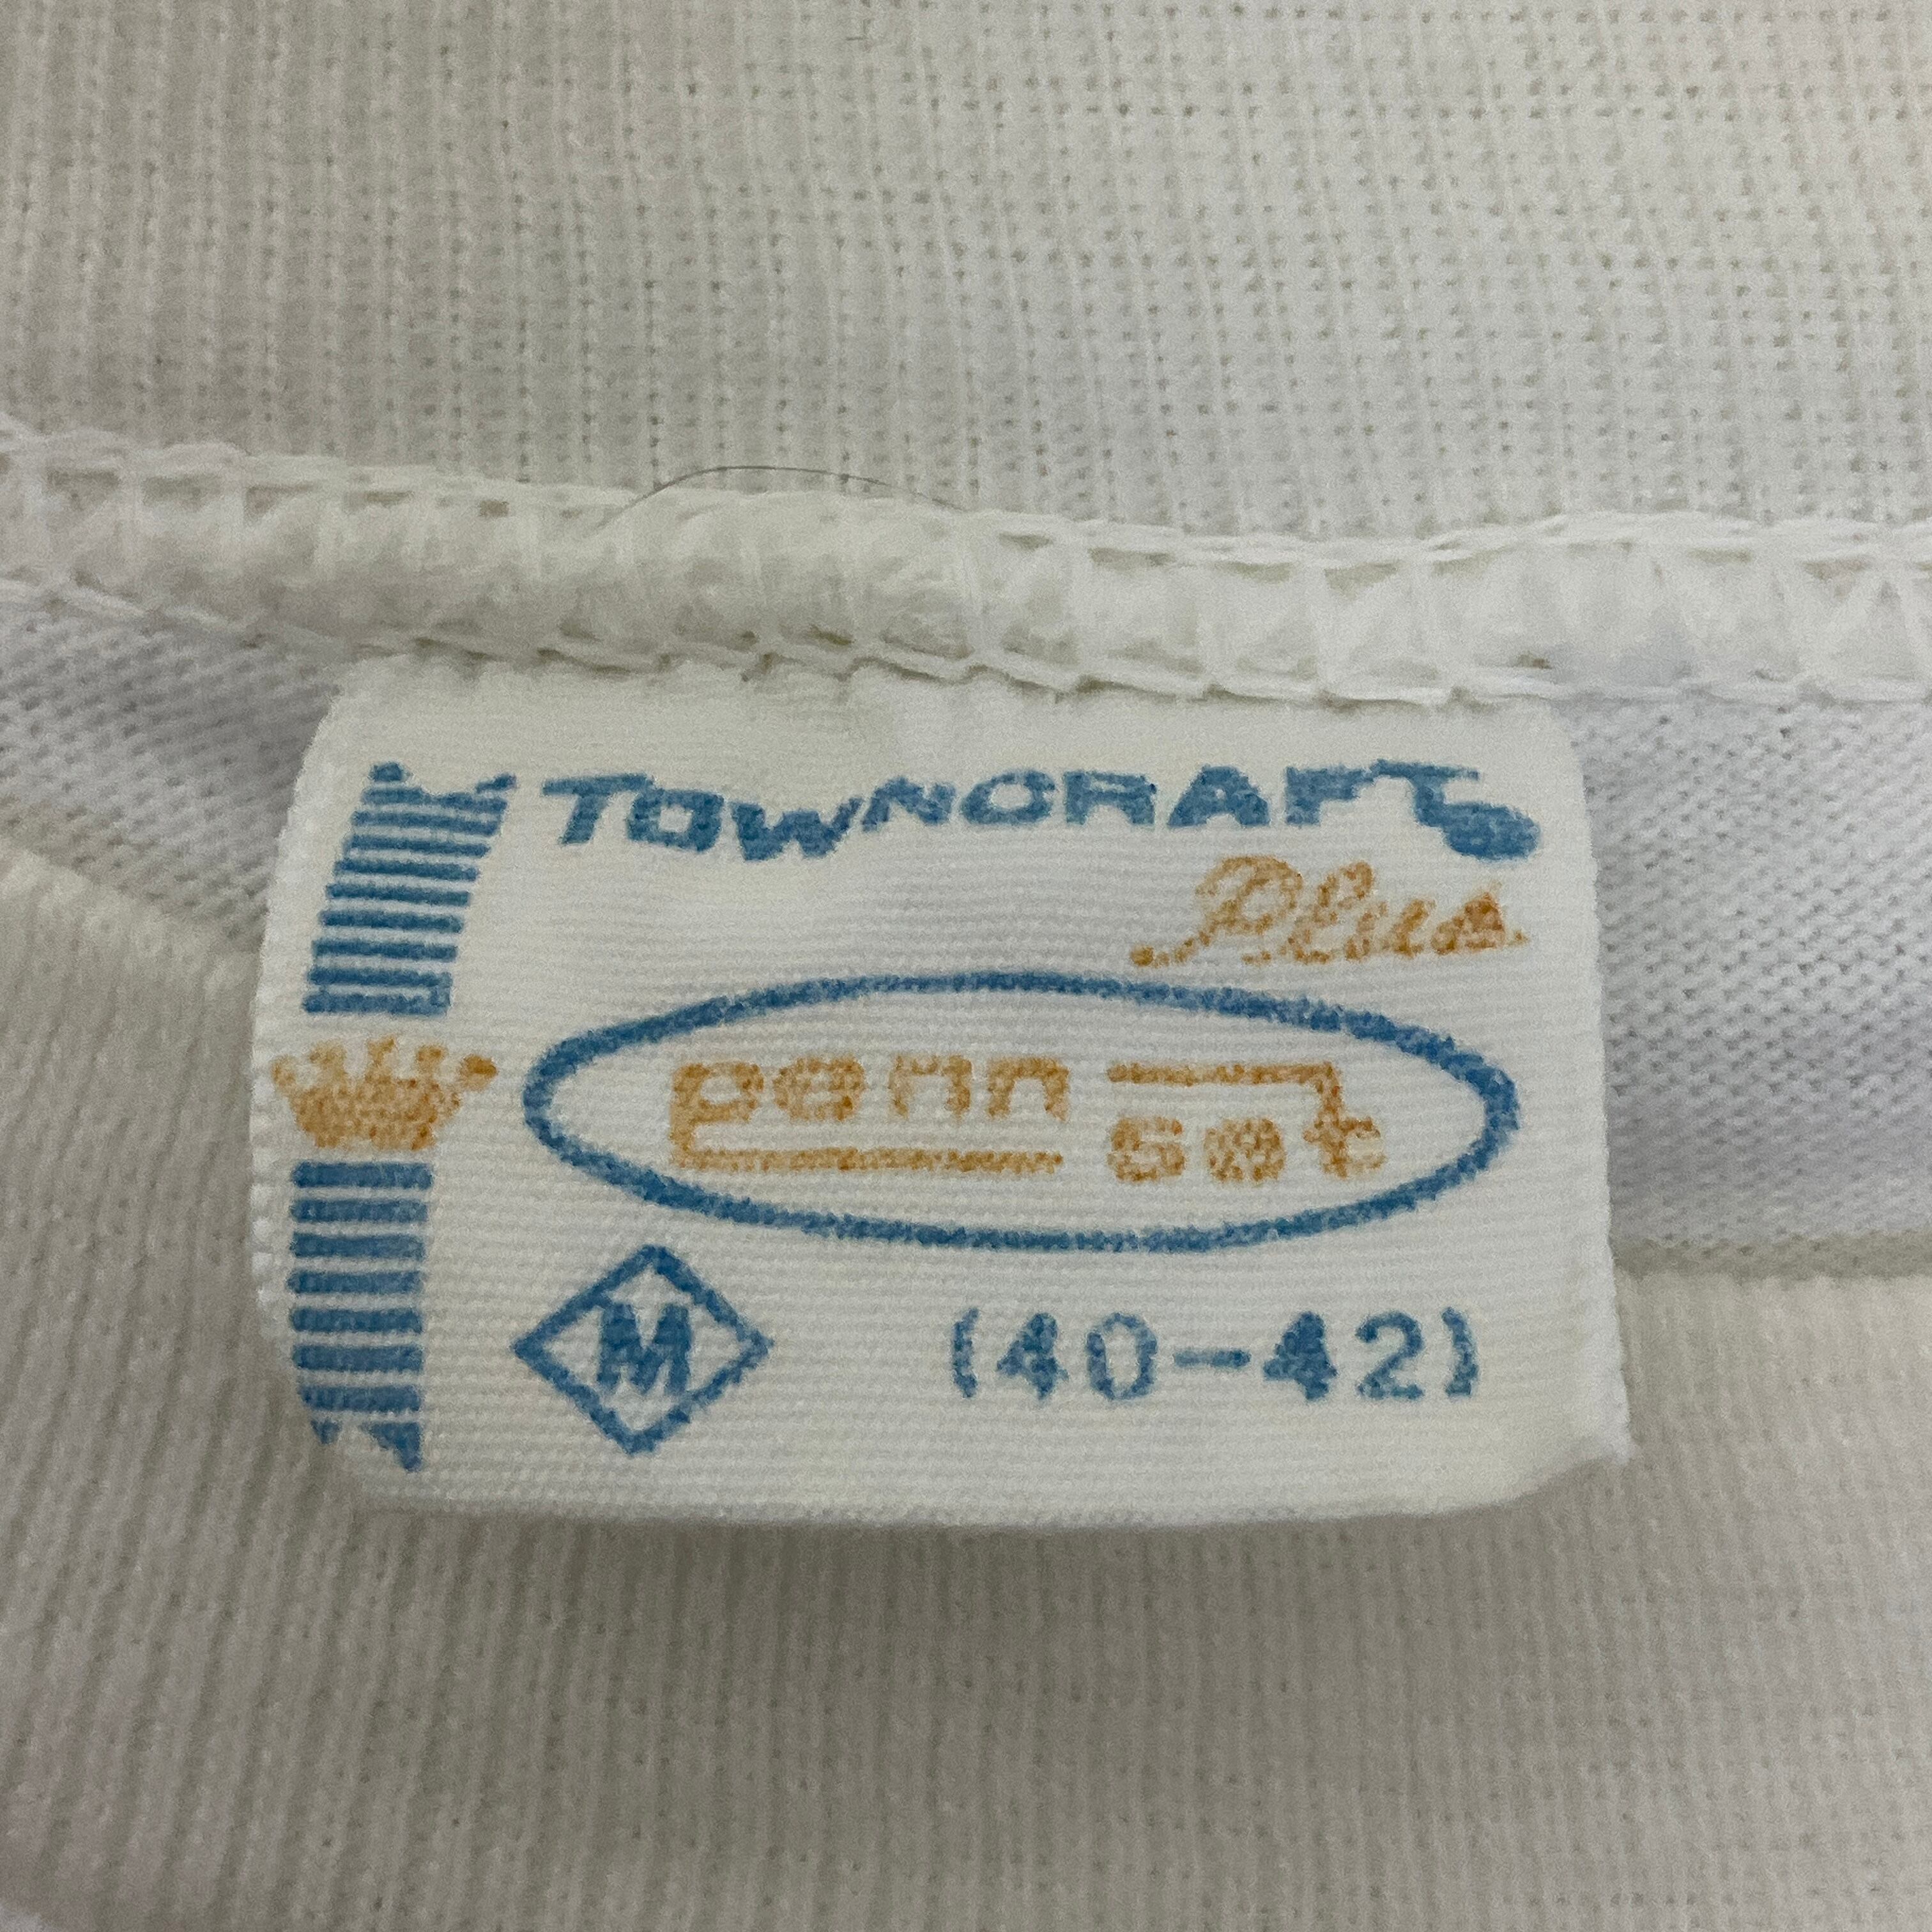 TOWNCRAFT
Plus
penn
set
M (40-42)